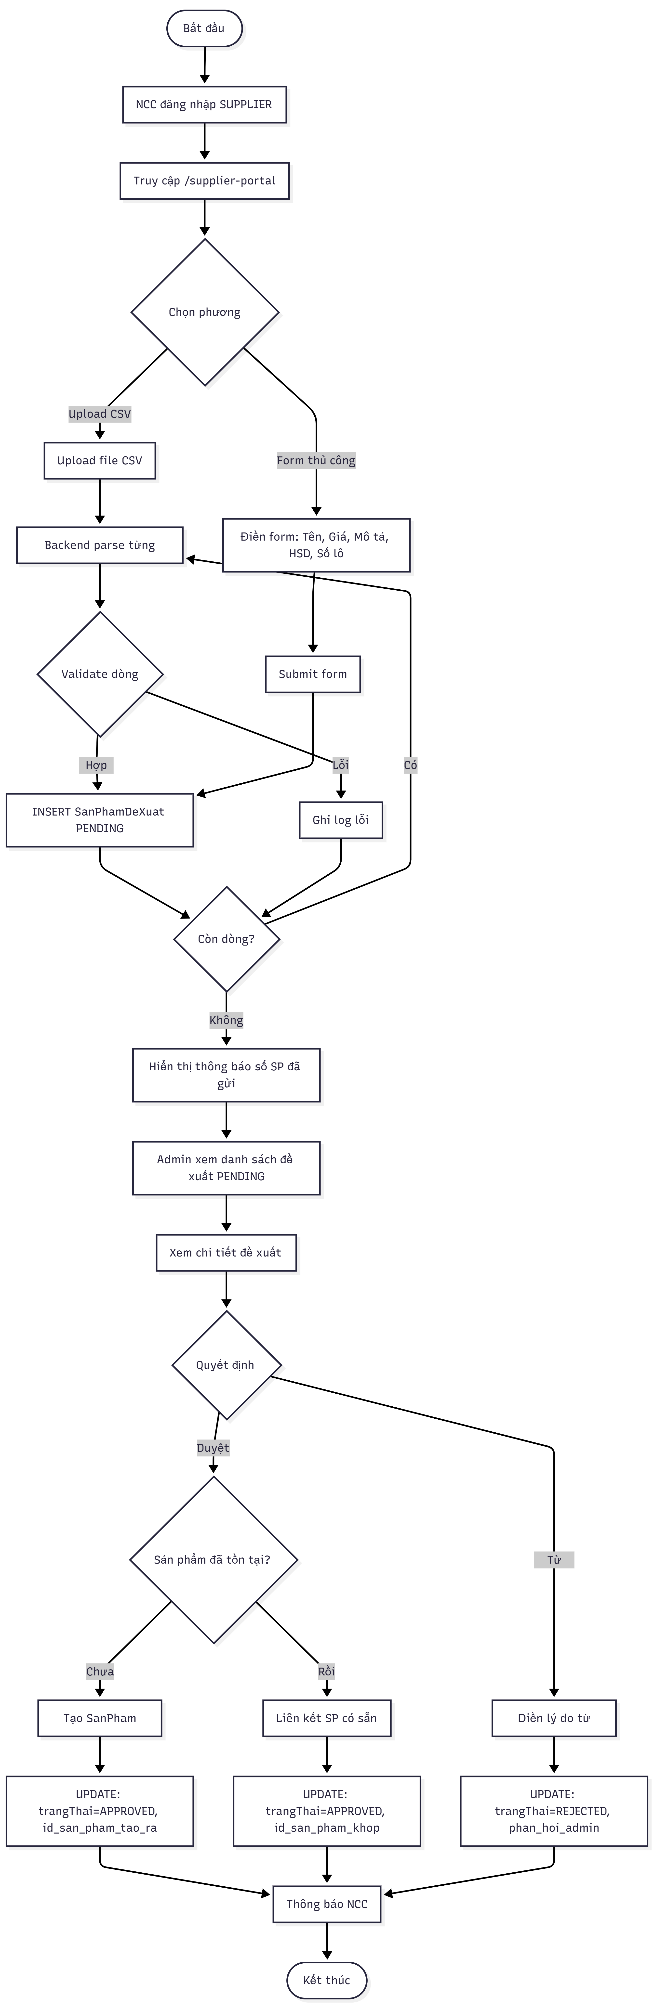 Bắt đầu
NCC đăng nhập SUPPLIER
Truy cập /supplier-portal
Chọn phương
Upload CSV
Form thủ công
Upload file CSV
Điền form: Tên, Giá, Mô tả,
HSD, Số lô
Backend parse từng
Validate dòng
Submit form
Hợp
Lỗi
Có
INSERT SanPhamDeXuat
PENDING
Ghi log lỗi
Còn dòng?
Không
Hiển thị thông báo số SP đã
gửi
Admin xem danh sách đề
xuất PENDING
Xem chi tiết đề xuất
Quyết định
Duyệt
Sản phẩm đã tồn tại?
Từ
Chưa
Rồi
Tạo SanPham
Liên kết SP có sẵn
Điền lý do từ
UPDATE:
trangThai=APPROVED,
id_san_pham_tao_ra
UPDATE:
trangThai=APPROVED,
id_san_pham_khop
UPDATE:
trangThai=REJECTED,
phan_hoi_admin
Thông báo NCC
Kết thúc